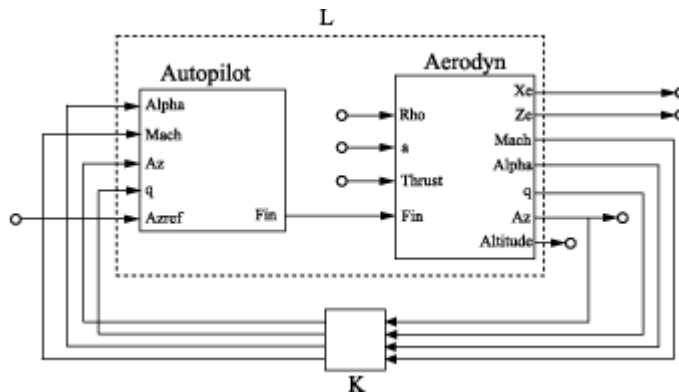 L
Autopilot
Alpha
Mach
Az
q
Azref
Fin
Aerodyn
Rho
a
Thrust
Fin
Xe
Ze
Mach
Alpha
q
Az
Altitude
K